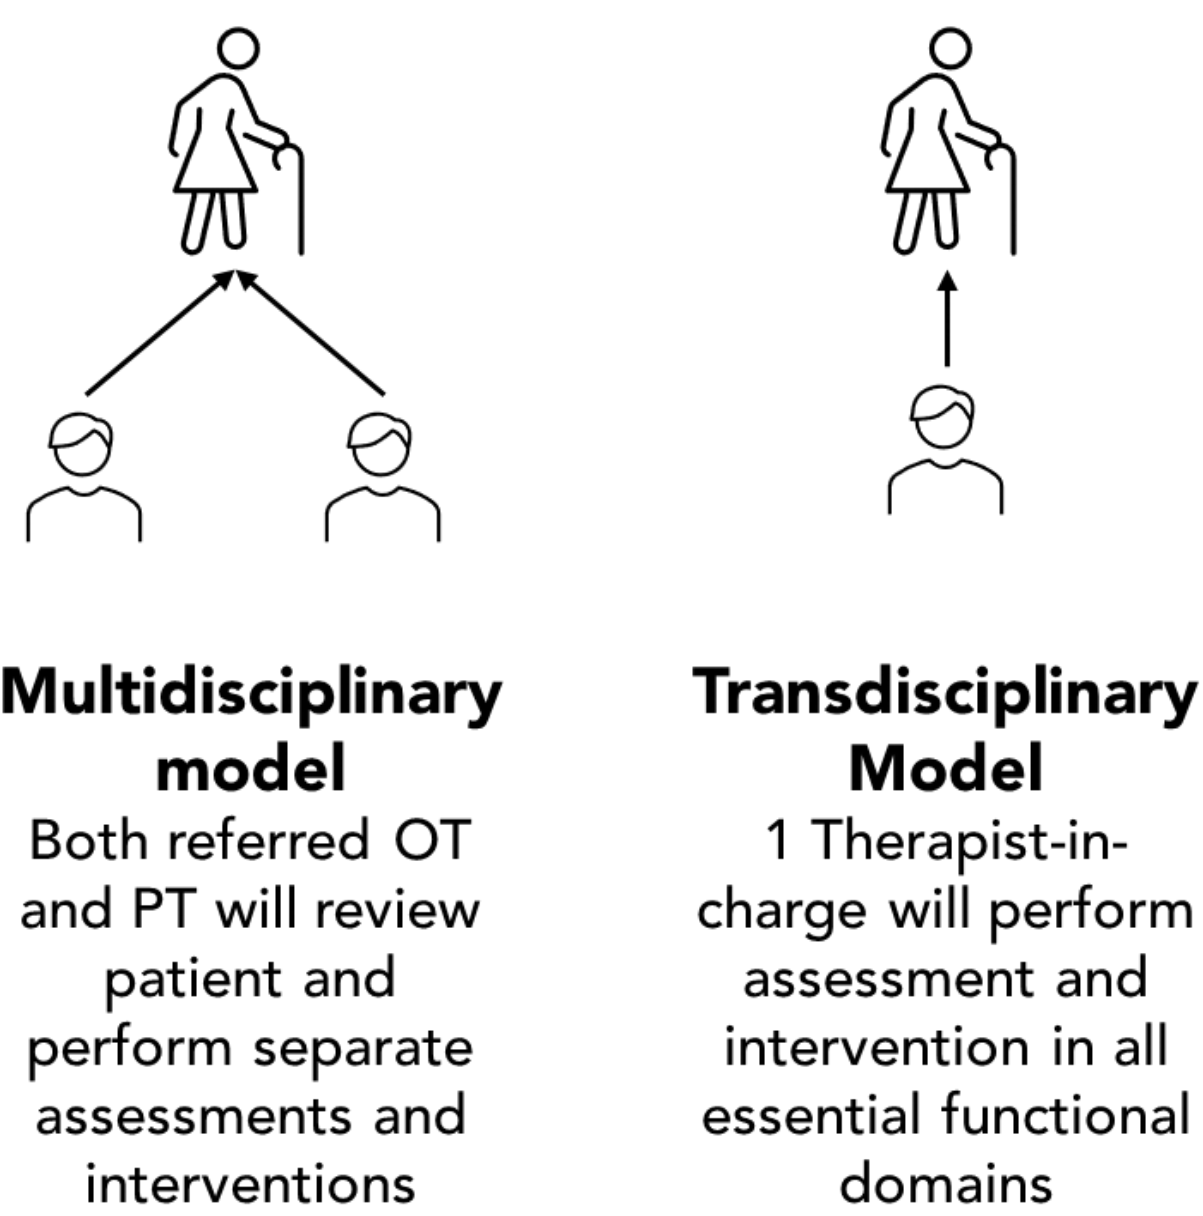 Multidisciplinary
model
Both referred OT
and PT will review
patient and
perform separate
assessments and
interventions
Transdisciplinary
Model
1 Therapist-in-
charge will perform
assessment and
intervention in all
essential functional
domains